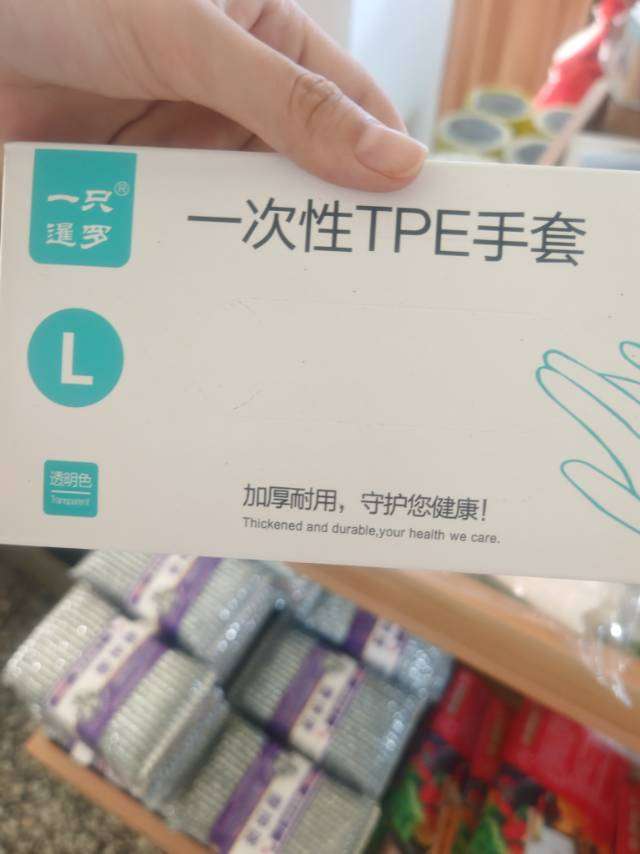 一只®
暹罗
一次性TPE手套
L
透明色
Tranparent
加厚耐用，守护您健康！
Thickened and durable,your health we care.